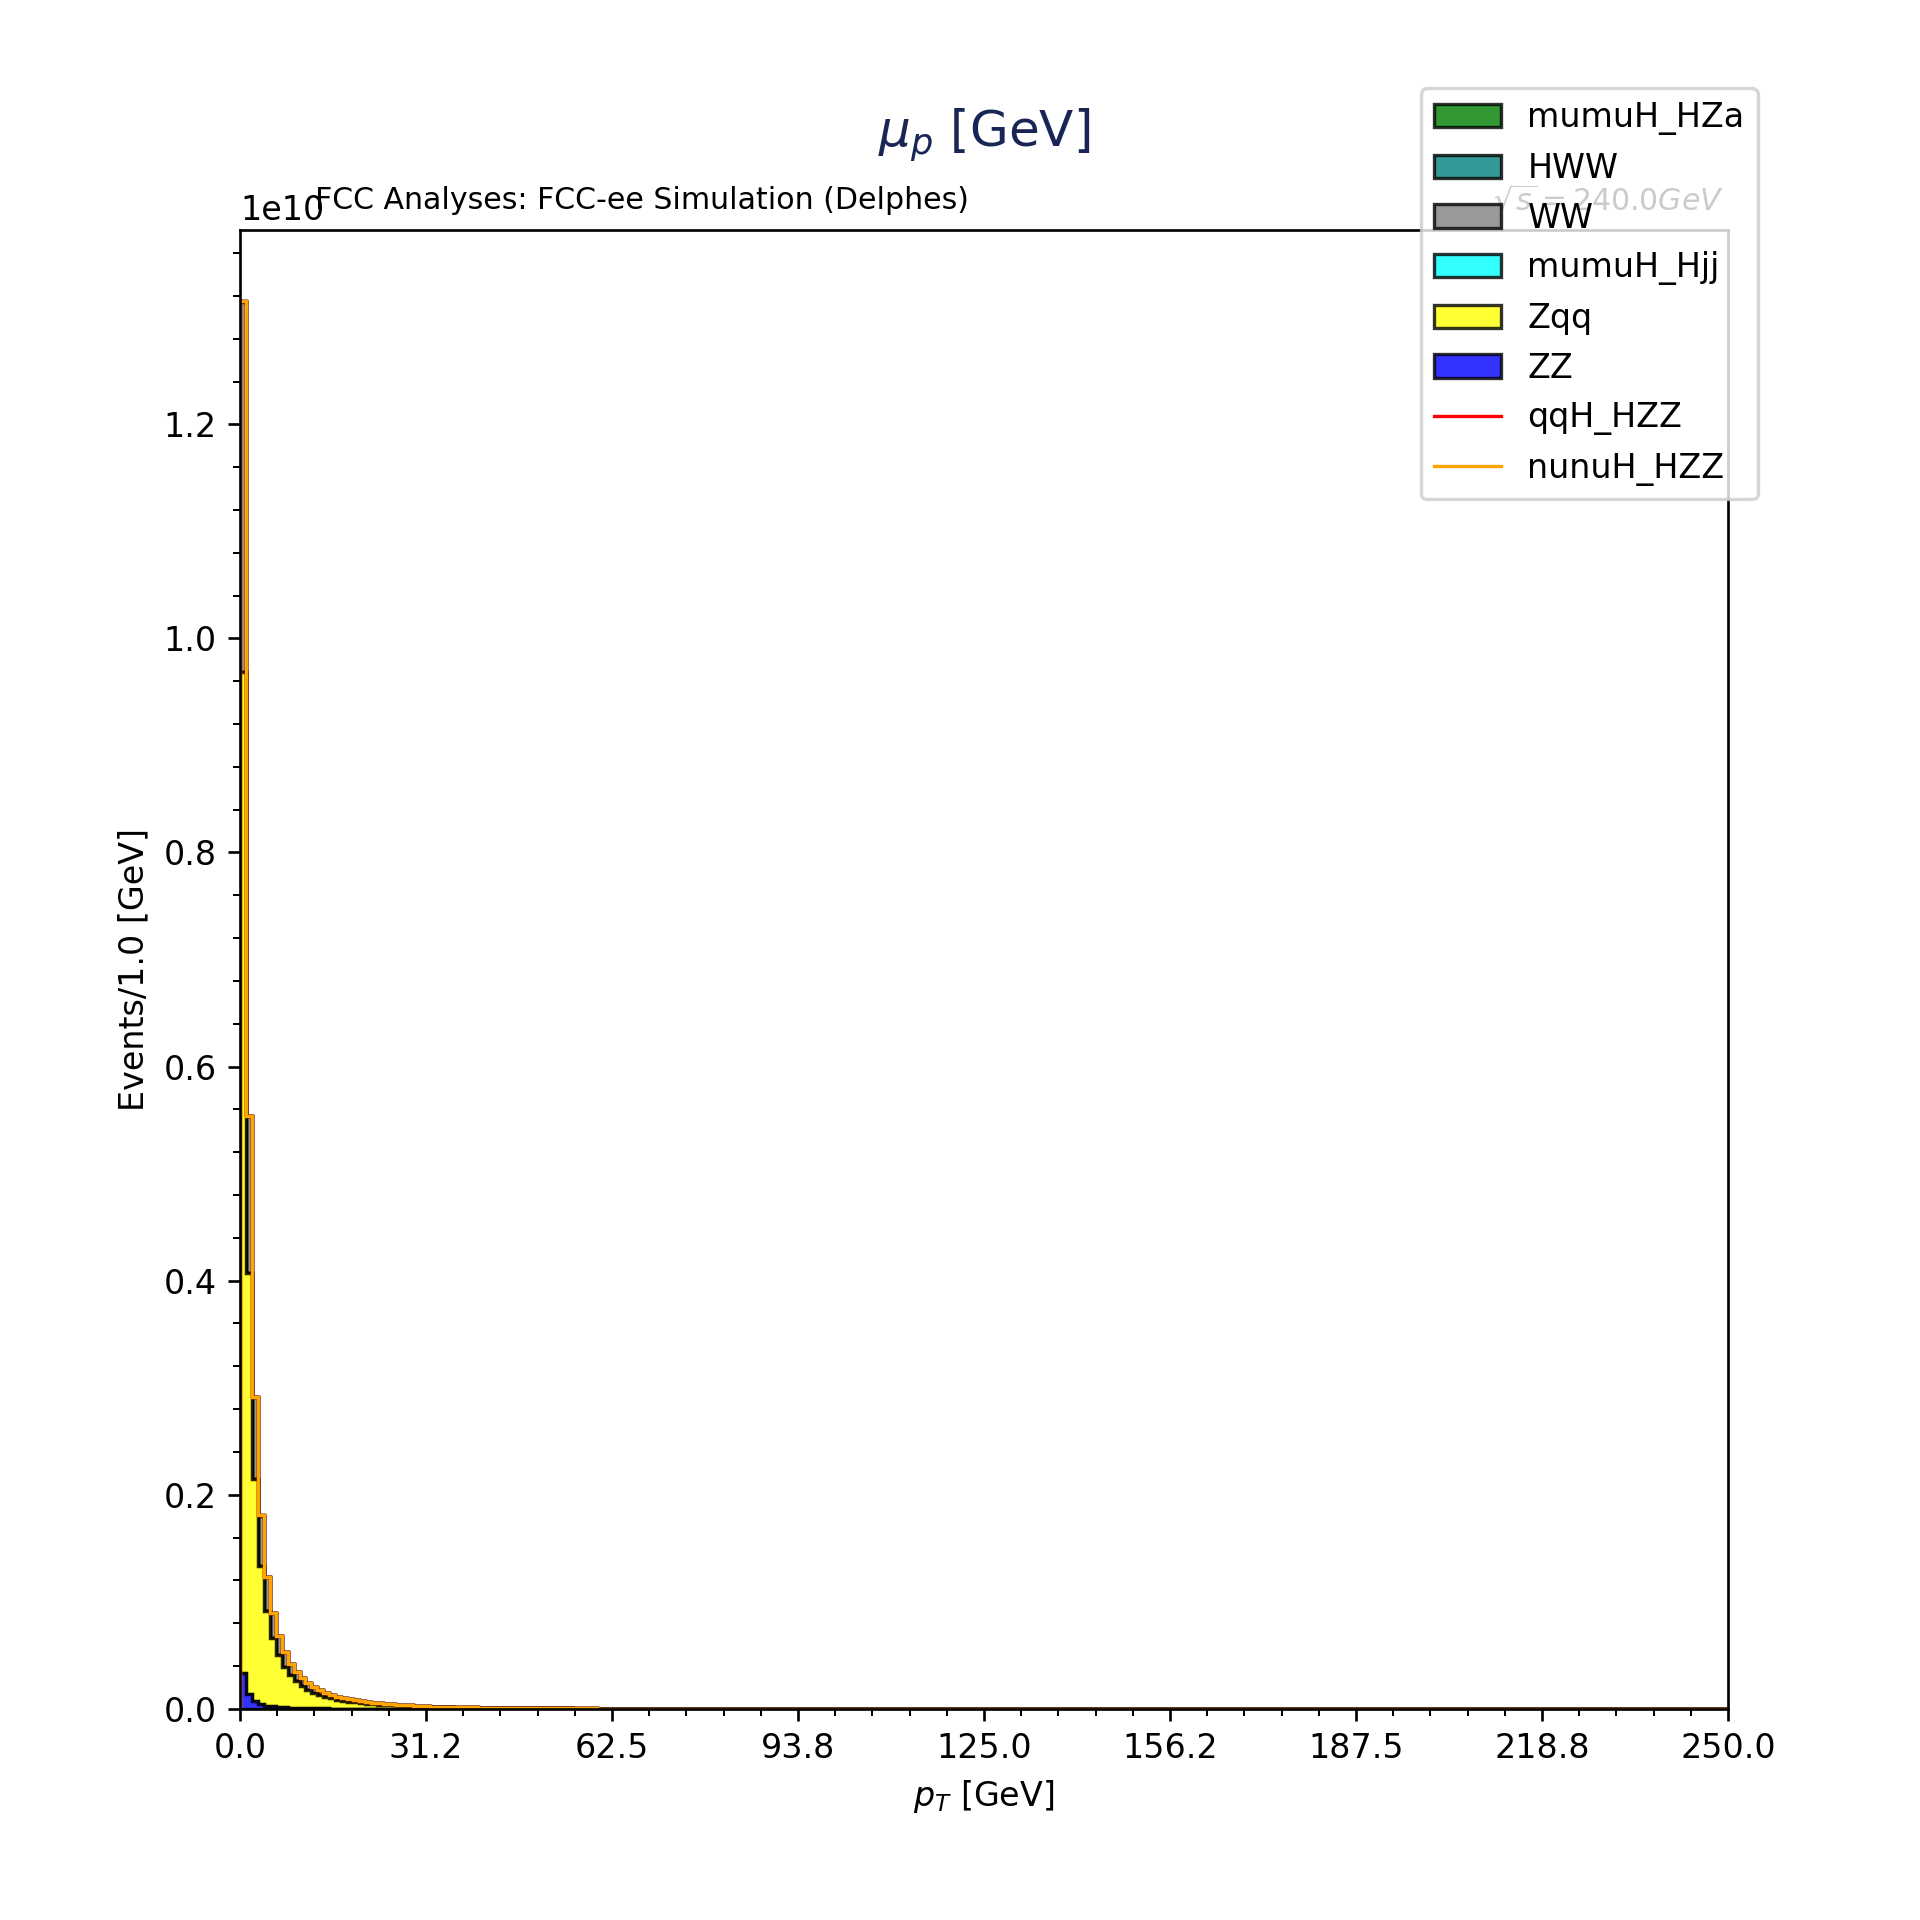 μ_p [GeV]
1e10
FCC Analyses: FCC-ee Simulation (Delphes)
√s = 240.0GeV
mumuH_HZa
HWW
WW
mumuH_Hjj
Zqq
ZZ
qqH_HZZ
nunuH_HZZ
1.2
1.0
0.8
0.6
0.4
0.2
0.0
Events/1.0 [GeV]
0.0 31.2 62.5 93.8 125.0 156.2 187.5 218.8 250.0
p_T [GeV]